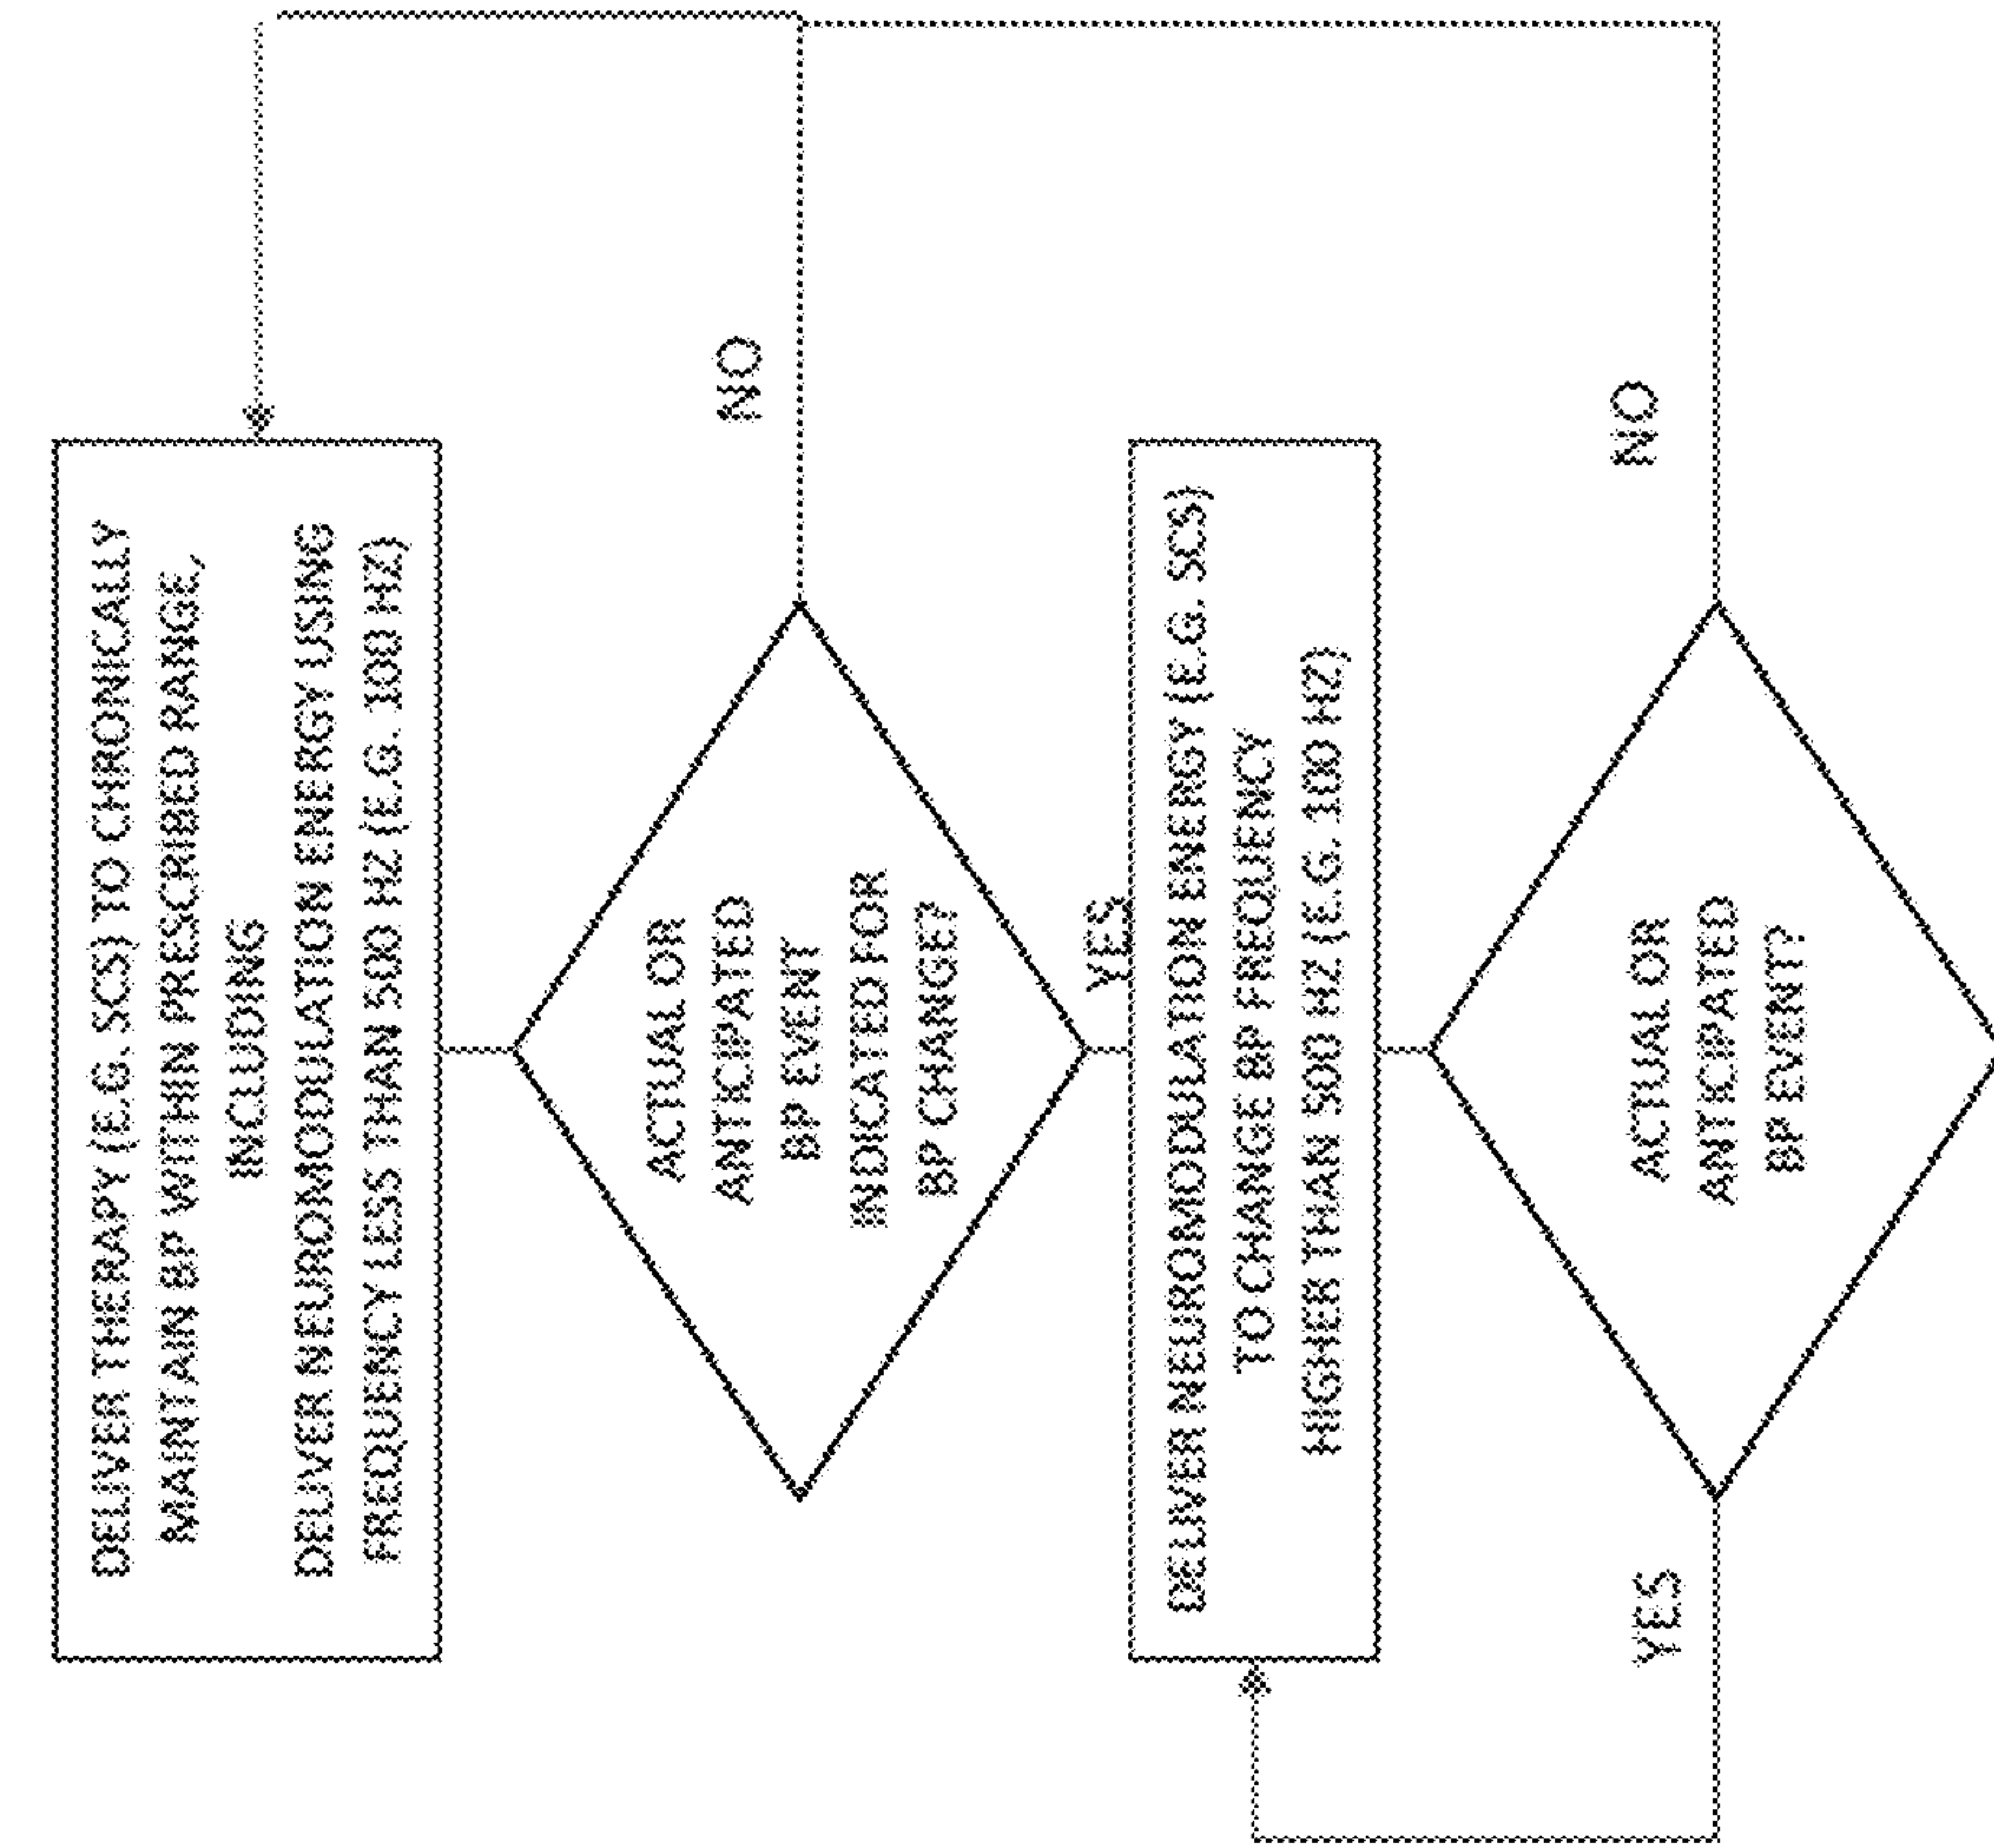 DELIVER THERAPY (E.G. SCS) TO CHRONICALLY
MAINTAIN BP WITHIN PRESCRIBED RANGE,
INCLUDING
DELIVER NEUROMODULATION ENERGY USING
FREQUENCY LESS THAN 500 HZ (E.G. 100 HZ)
ACTUAL OR
ANTICIPATED
BP EVENT
INDICATED FOR
BP CHANGE?
NO
YES
DELIVER NEUROMODULATION ENERGY (E.G. SCS)
TO CHANGE BP FREQUENCY
HIGHER THAN 500 HZ (E.G. 100 HZ)
ACTUAL OR
ANTICIPATED
BP EVENT?
NO
YES